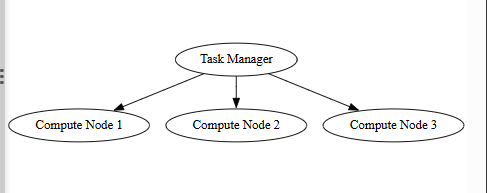 Task Manager
Compute Node 1
Compute Node 2
Compute Node 3